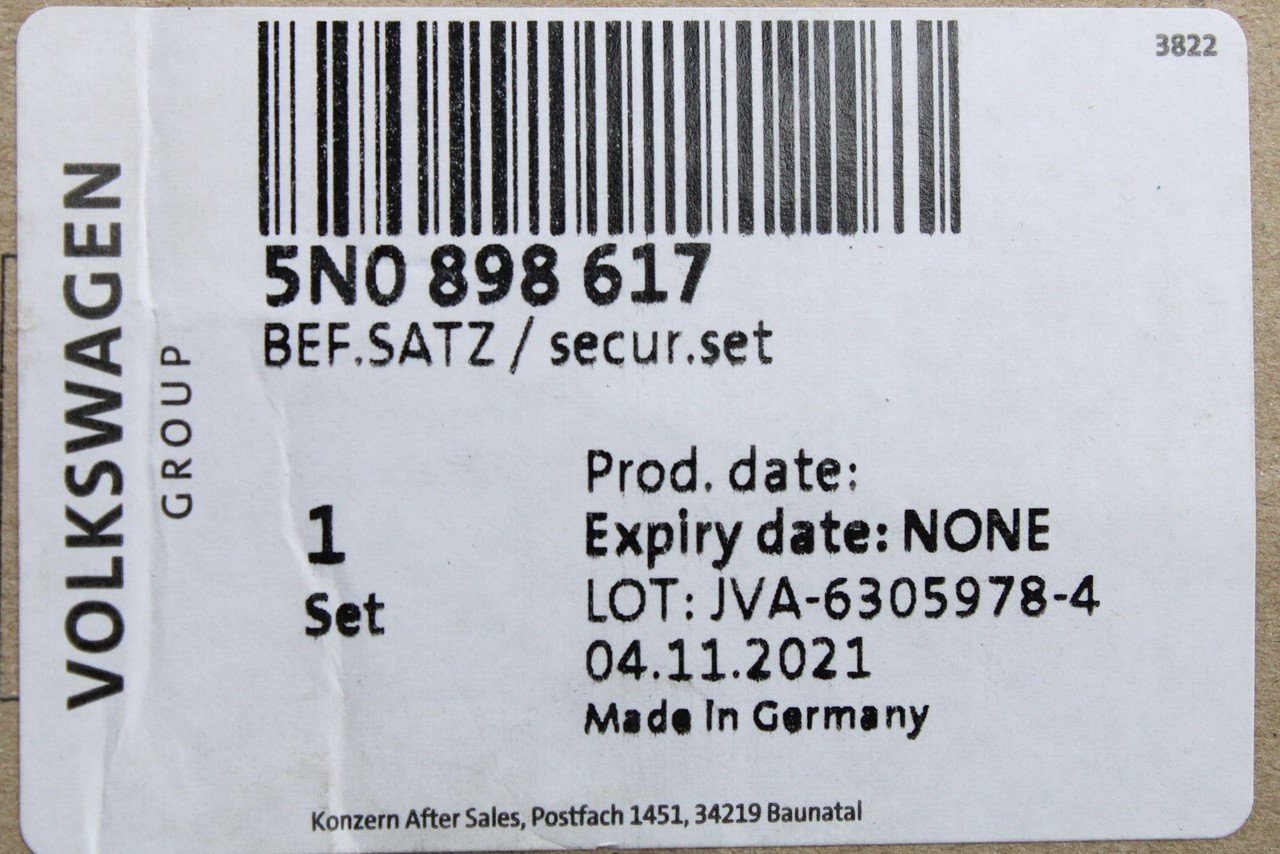 3822
VOLKSWAGEN
GROUP
5N0 898 617
BEF.SATZ / secur.set
1
Set
Prod. date:
Expiry date: NONE
LOT: JVA-6305978-4
04.11.2021
Made in Germany
Konzern After Sales, Postfach 1451, 34219 Baunatal